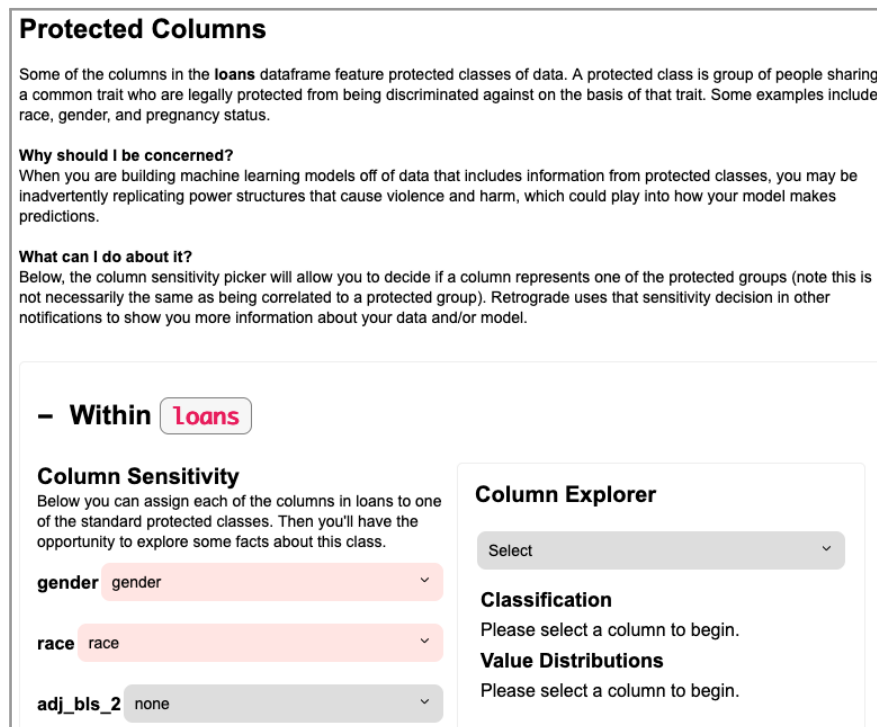 Protected Columns
Some of the columns in the loans dataframe feature protected classes of data. A protected class is group of people sharing
a common trait who are legally protected from being discriminated against on the basis of that trait. Some examples include
race, gender, and pregnancy status.
Why should I be concerned?
When you are building machine learning models off of data that includes information from protected classes, you may be
inadvertently replicating power structures that cause violence and harm, which could play into how your model makes
predictions.
What can I do about it?
Below, the column sensitivity picker will allow you to decide if a column represents one of the protected groups (note this is
not necessarily the same as being correlated to a protected group). Retrograde uses that sensitivity decision in other
notifications to show you more information about your data and/or model.
– Within loans
Column Sensitivity
Below you can assign each of the columns in loans to one
of the standard protected classes. Then you'll have the
opportunity to explore some facts about this class.
gender gender
race race
adj_bls_2 none
Column Explorer
Select
Classification
Please select a column to begin.
Value Distributions
Please select a column to begin.